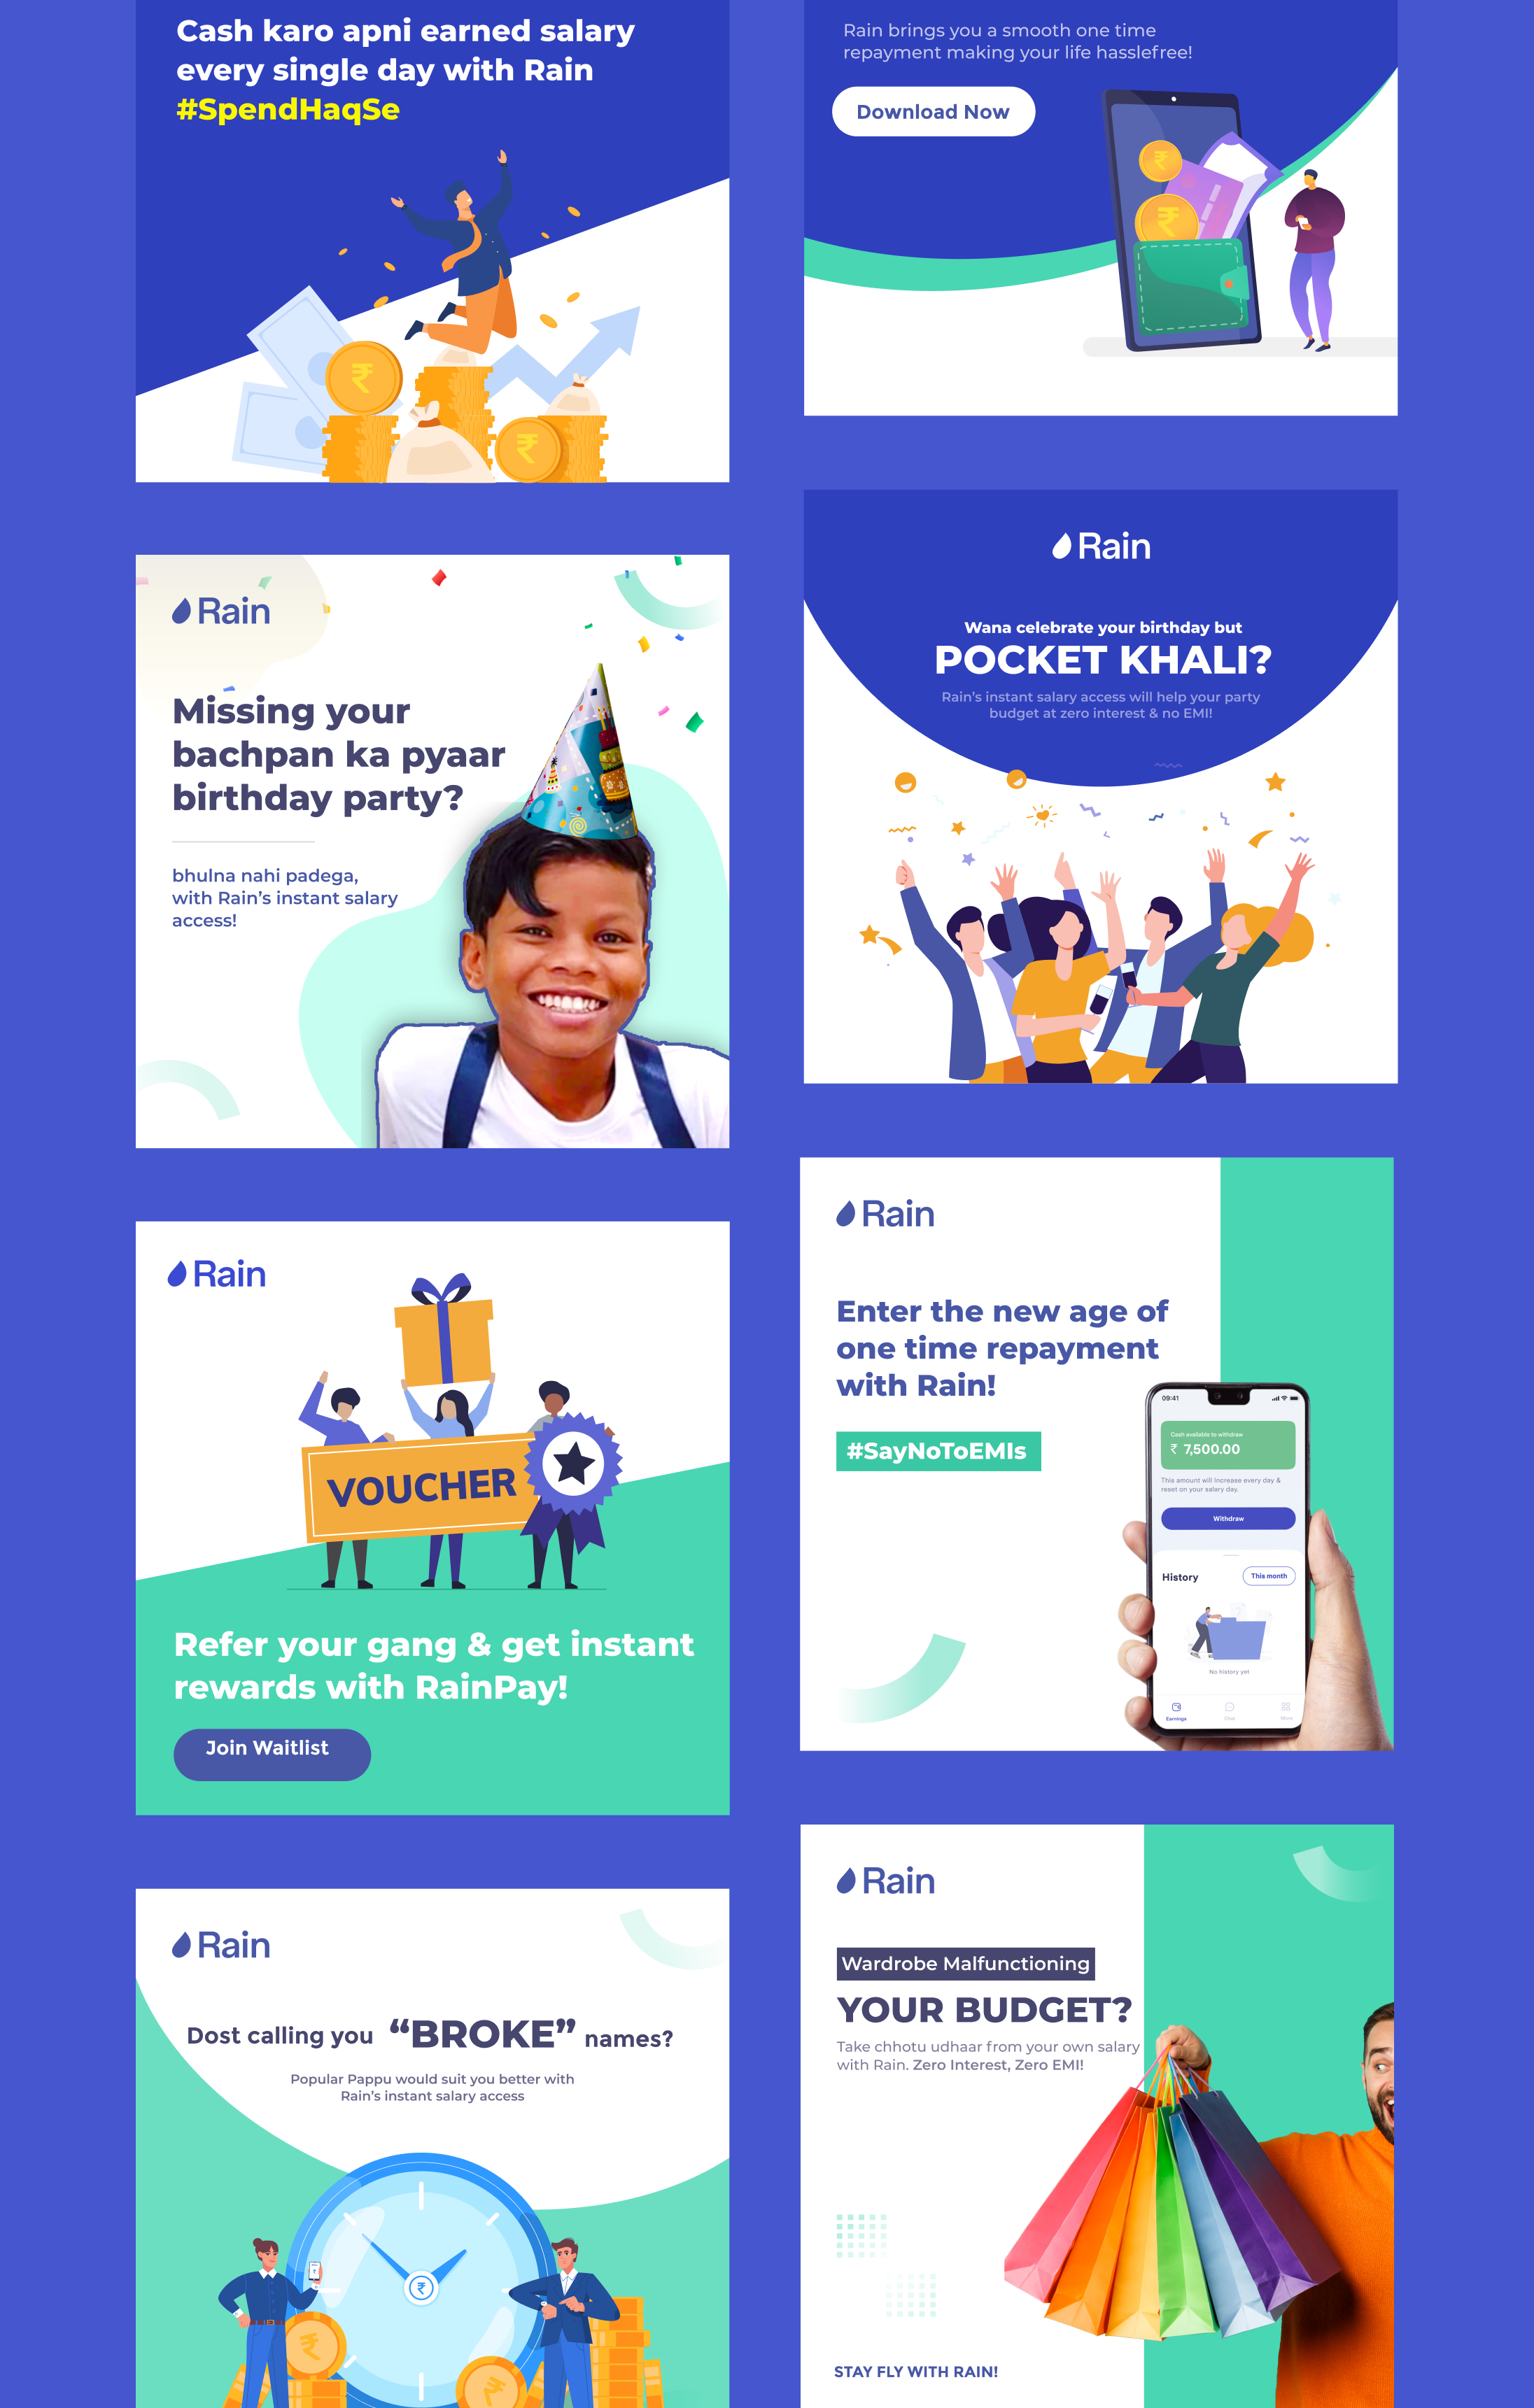 Cash karo apni earned salary
every single day with Rain
#SpendHaqSe
₹
₹
Rain
Missing your
bachpan ka pyaar
birthday party?
bhulna nahi padega,
with Rain's instant salary
access!
Rain
VOUCHER
Refer your gang & get instant
rewards with RainPay!
Join Waitlist
Rain
Dost calling you “BROKE” names?
Popular Pappu would suit you better with
Rain's instant salary access
₹
₹
₹
Rain brings you a smooth one time
repayment making your life hasslefree!
Download Now
₹
₹
Rain
Wana celebrate your birthday but
POCKET KHALI?
Rain's instant salary access will help your party
budget at zero interest & no EMI!
Rain
Enter the new age of
one time repayment
with Rain!
#SayNoToEMIs
09:41
Cash available to withdraw
₹ 7,500.00
This amount will increase every day &
reset on your salary day.
Withdraw
History This month
No history yet
Earnings Chat More
Rain
Wardrobe Malfunctioning
YOUR BUDGET?
Take chhotu udhaar from your own salary
with Rain. Zero Interest, Zero EMI!
STAY FLY WITH RAIN!